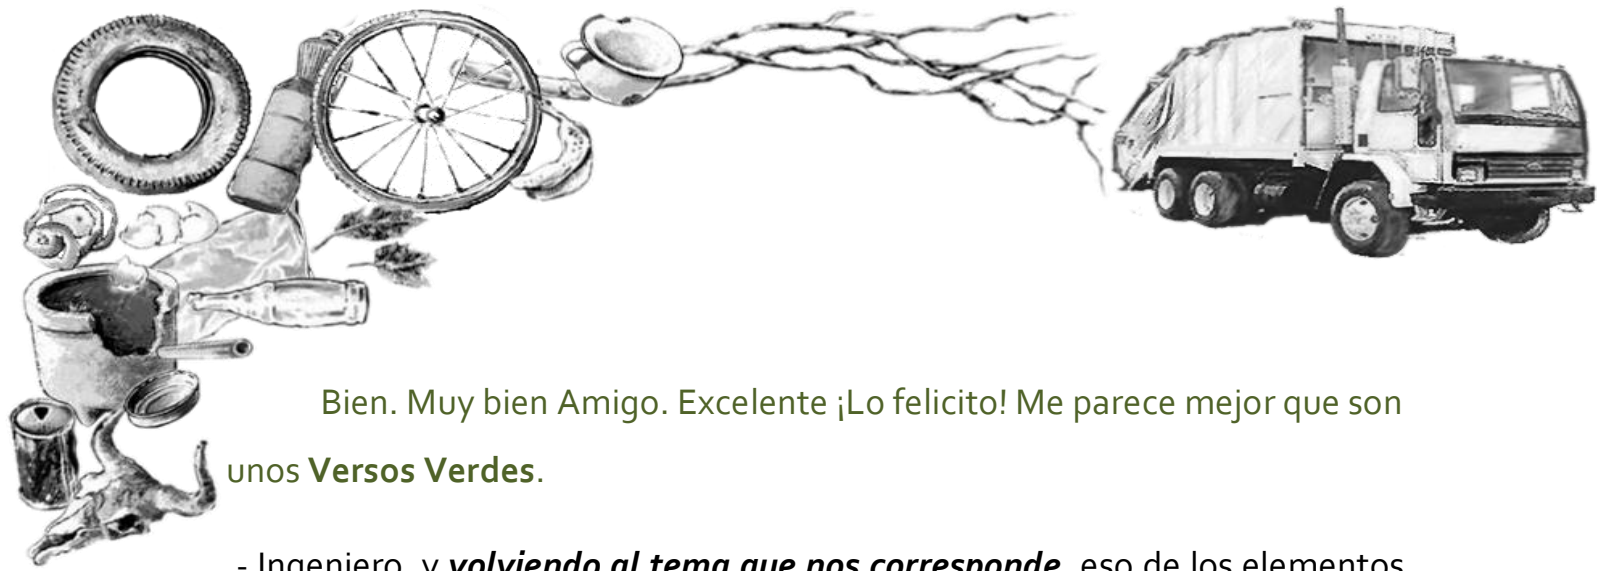 Bien. Muy bien Amigo. Excelente ¡Lo felicito! Me parece mejor que son
unos Versos Verdes.
- Ingeniero, y volviendo al tema que nos corresponde, eso de los elementos